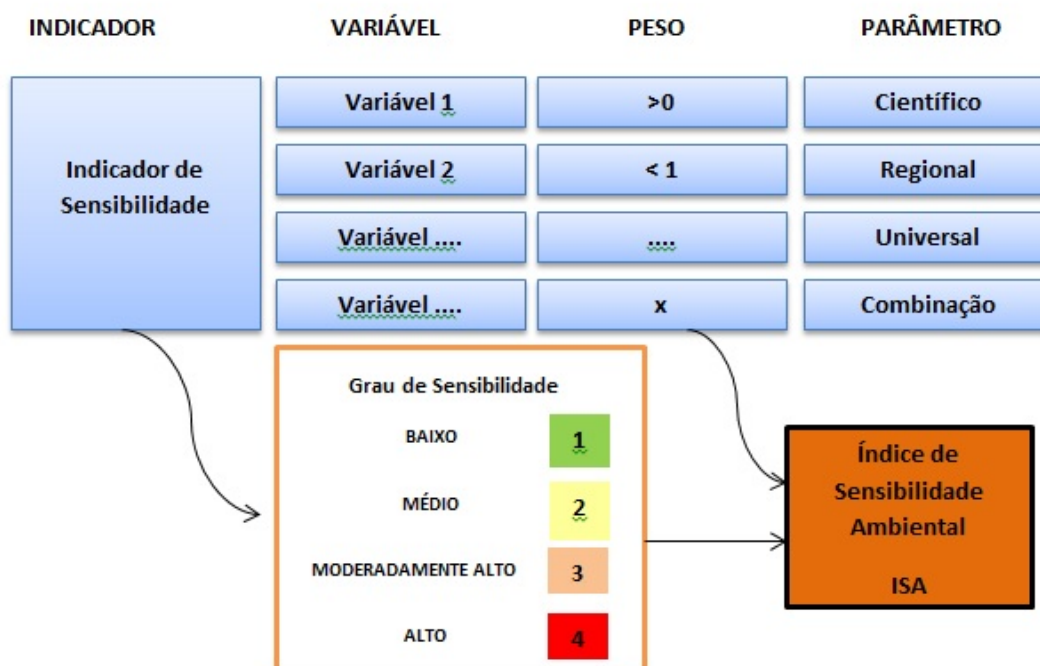 INDICADOR VARIÁVEL PESO PARÂMETRO
Indicador de
Sensibilidade
Variável 1 >0 Científico
Variável 2 < 1 Regional
Variável .... .... Universal
Variável .... x Combinação
Grau de Sensibilidade
BAIXO 1
MÉDIO 2
MODERADAMENTE ALTO 3
ALTO 4
Índice de
Sensibilidade
Ambiental
ISA